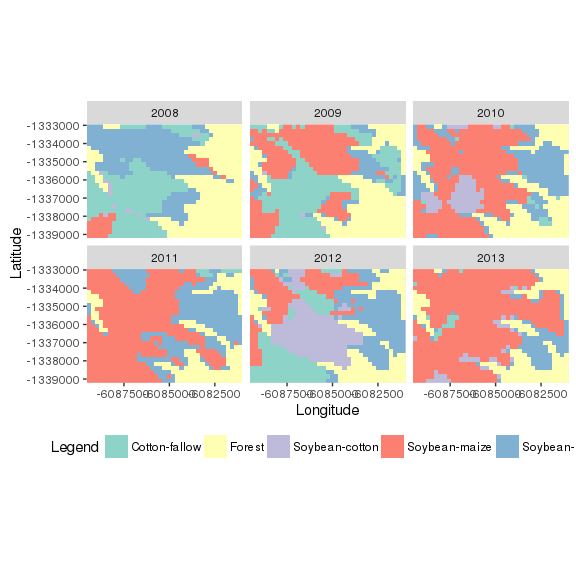 2008 2009 2010
-1333000
-1334000
-1335000
-1336000
-1337000
-1338000
-1339000
Latitude
2011 2012 2013
-1333000
-1334000
-1335000
-1336000
-1337000
-1338000
-1339000
-6087500 -6085000 -6082500 -6087500 -6085000 -6082500 -6087500 -6085000 -6082500
Longitude
Legend Cotton-fallow Forest Soybean-cotton Soybean-maize Soybean-